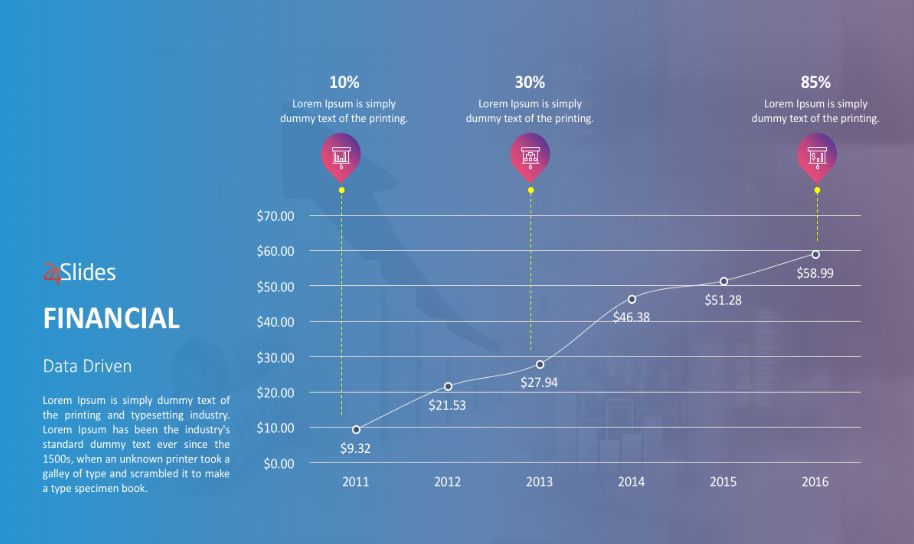 10%
Lorem Ipsum is simply
dummy text of the printing.
30%
Lorem Ipsum is simply
dummy text of the printing.
85%
Lorem Ipsum is simply
dummy text of the printing.
24Slides
FINANCIAL
Data Driven
Lorem Ipsum is simply dummy text of
the printing and typesetting industry.
Lorem Ipsum has been the industry's
standard dummy text ever since the
1500s, when an unknown printer took a
galley of type and scrambled it to make
a type specimen book.
$70.00
$60.00
$50.00
$40.00
$30.00
$20.00
$10.00
$0.00
$9.32
$21.53
$27.94
$46.38
$51.28
$58.99
2011
2012
2013
2014
2015
2016